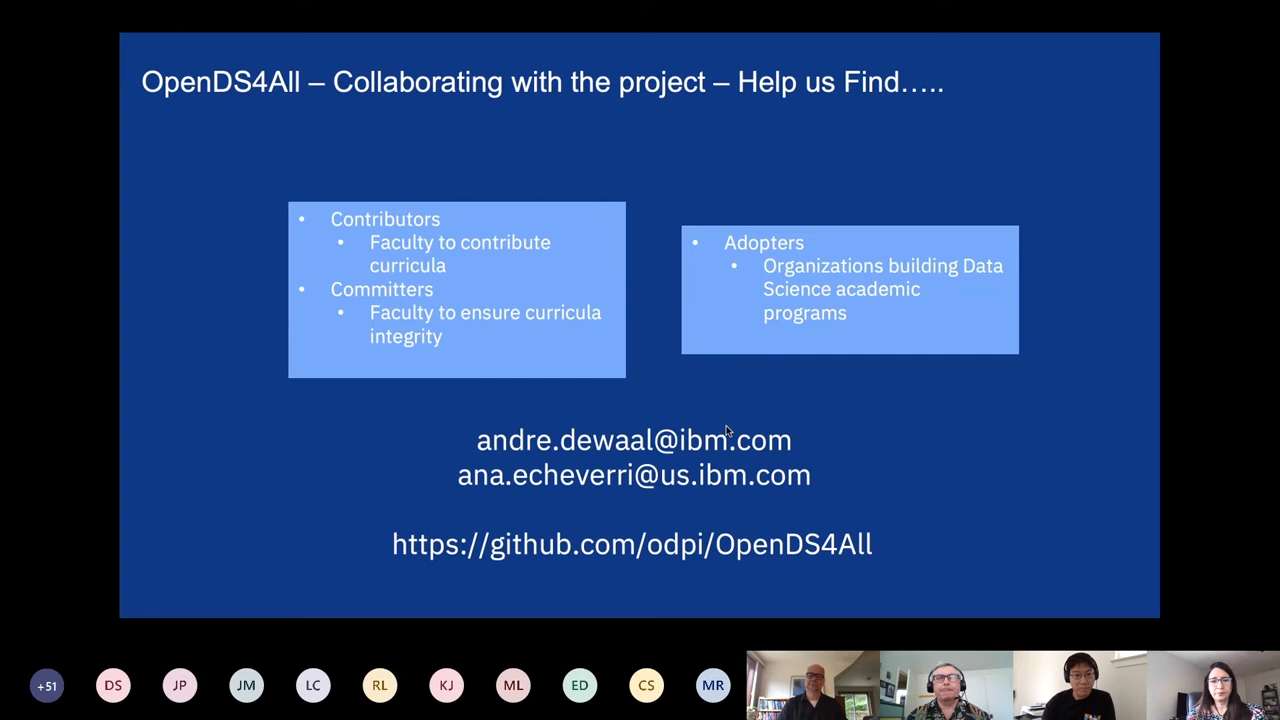 OpenDS4All – Collaborating with the project – Help us Find…..
• Contributors
• Faculty to contribute
curricula
• Committers
• Faculty to ensure curricula
integrity
• Adopters
• Organizations building Data
Science academic
programs
andre.dewaal@ibm.com
ana.echeverri@us.ibm.com
https://github.com/odpi/OpenDS4All
+51 DS JP JM LC RL KJ ML ED CS MR